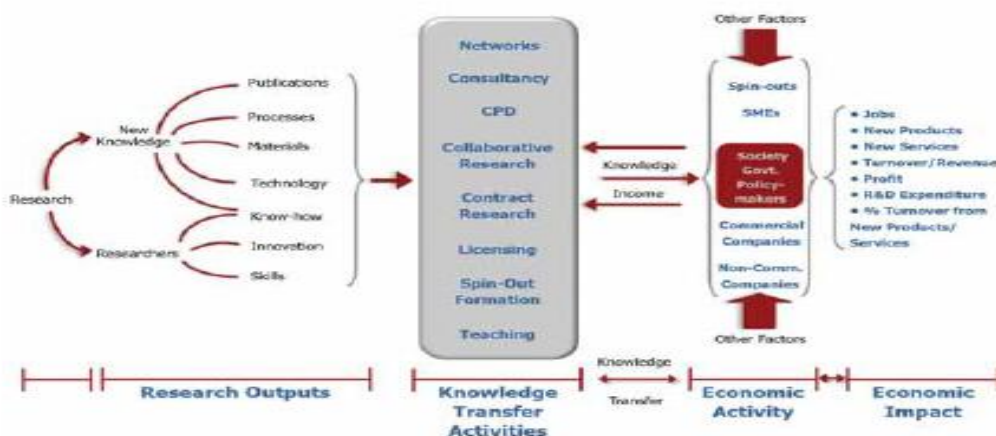 Research
New
Knowledge
Researchers
Publications
Processes
Materials
Technology
Know-how
Innovation
Skills
Networks
Consultancy
CPD
Collaborative
Research
Contract
Research
Licensing
Spin-Out
Formation
Teaching
Knowledge
Income
Other Factors
Spin-outs
SMEs
Society
Govt.
Policy-
makers
Commercial
Companies
Non-Comm.
Companies
Other Factors
• Jobs
• New Products
• New Services
• Turnover/Revenue
• Profit
• R&D Expenditure
• % Turnover from
New Products/
Services
Research Outputs
Knowledge
Transfer
Activities
Knowledge
Transfer
Economic
Activity
Economic
Impact